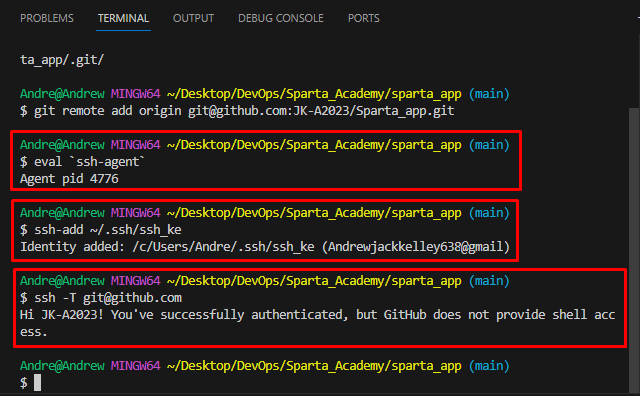 PROBLEMS TERMINAL OUTPUT DEBUG CONSOLE PORTS
ta_app/.git/
Andre@Andrew MINGW64 ~/Desktop/DevOps/Sparta_Academy/sparta_app (main)
$ git remote add origin git@github.com:JK-A2023/Sparta_app.git
Andre@Andrew MINGW64 ~/Desktop/DevOps/Sparta_Academy/sparta_app (main)
$ eval `ssh-agent`
Agent pid 4776
Andre@Andrew MINGW64 ~/Desktop/DevOps/Sparta_Academy/sparta_app (main)
$ ssh-add ~/.ssh/ssh_ke
Identity added: /c/Users/Andre/.ssh/ssh_ke (Andrewjackkelley638@gmail)
Andre@Andrew MINGW64 ~/Desktop/DevOps/Sparta_Academy/sparta_app (main)
$ ssh -T git@github.com
Hi JK-A2023! You've successfully authenticated, but GitHub does not provide shell acc
ess.
Andre@Andrew MINGW64 ~/Desktop/DevOps/Sparta_Academy/sparta_app (main)
$